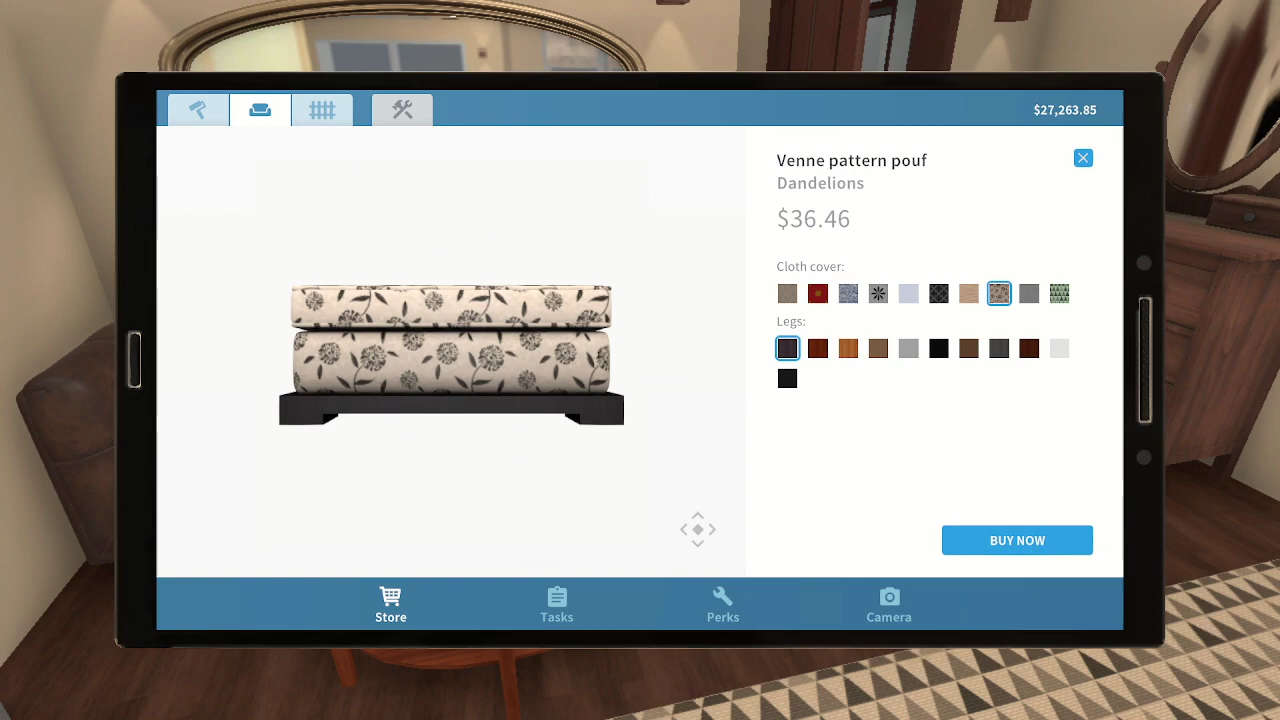 $27,263.85
Venne pattern pouf
Dandelions
$36.46
Cloth cover:
Legs:
BUY NOW
Store
Tasks
Perks
Camera